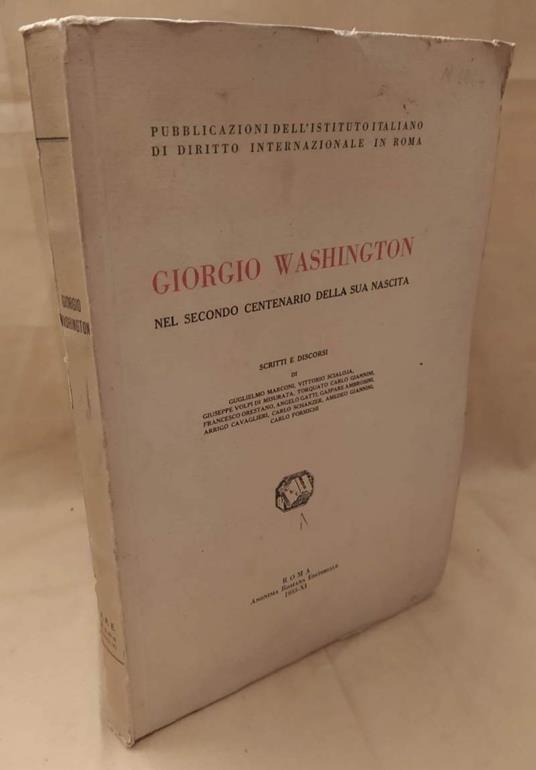 PUBBLICAZIONI DELL'ISTITUTO ITALIANO
DI DIRITTO INTERNAZIONALE IN ROMA
GIORGIO WASHINGTON
NEL SECONDO CENTENARIO DELLA SUA NASCITA
SCRITTI E DISCORSI
DI
GUGLIELMO MARCONI, VITTORIO SCIALOJA,
GIUSEPPE VOLPI DI MISURATA, TORQUATO CARLO GIANNINI,
FRANCESCO ORESTANO, ANGELO GATTI, GASPARE AMBROSINI,
ARRIGO CAVAGLIERI, CARLO SCHANZER, AMEDEO GIANNINI,
CARLO FORMICHI
ROMA
ANONIMA ROMANA EDITORIALE
1933-XI
GIORGIO
WASHINGTON